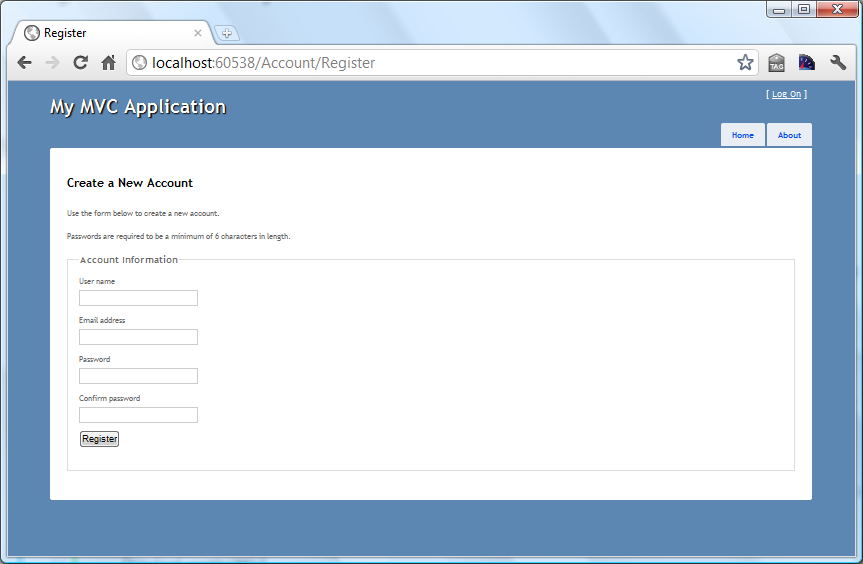 Register
localhost:60538/Account/Register
TAG
[ Log On ]
My MVC Application
Home
About
Create a New Account
Use the form below to create a new account.
Passwords are required to be a minimum of 6 characters in length.
Account Information
User name
Email address
Password
Confirm password
Register